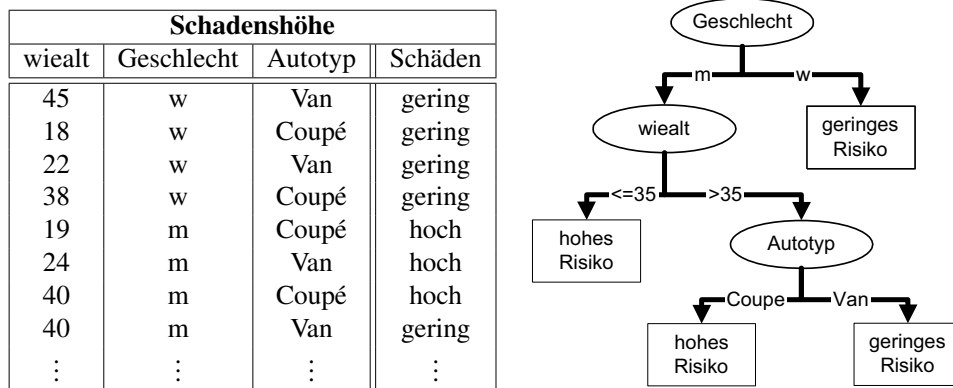 Schadenshöhe
wiealt Geschlecht Autotyp Schäden
45 w Van gering
18 w Coupé gering
22 w Van gering
38 w Coupé gering
19 m Coupé hoch
24 m Van hoch
40 m Coupé hoch
40 m Van gering
⋮ ⋮ ⋮ ⋮
Geschlecht
m w
wiealt
geringes
Risiko
<=35 >35
hohes
Risiko
Autotyp
Coupe Van
hohes
Risiko
geringes
Risiko